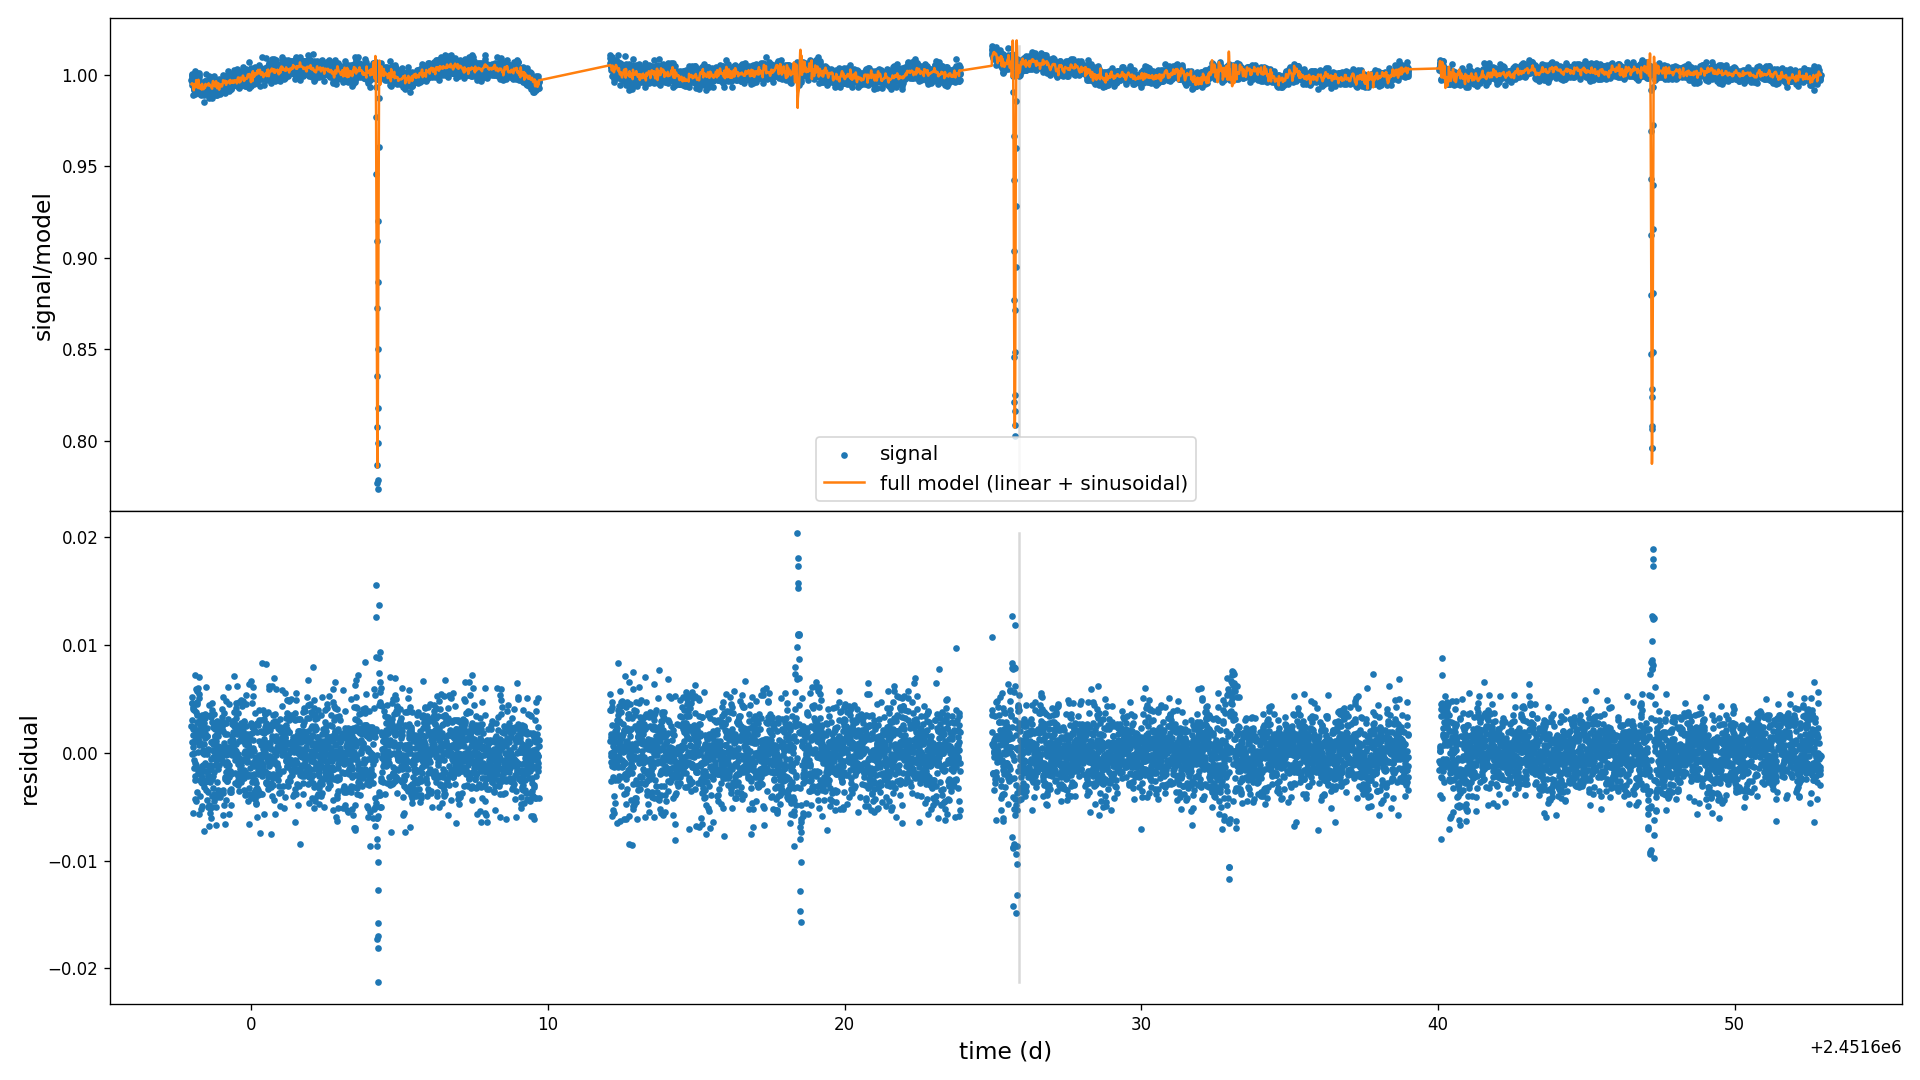 signal/model
1.00
0.95
0.90
0.85
0.80
signal
full model (linear + sinusoidal)
residual
0.02
0.01
0.00
−0.01
−0.02
0 10 20 30 40 50
time (d)
+2.4516e6